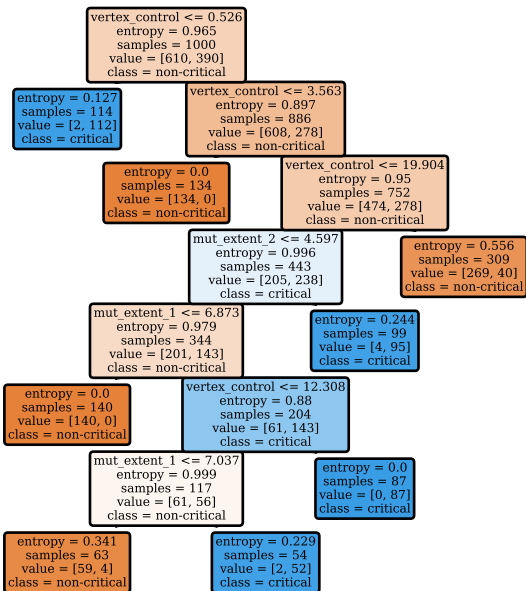 vertex_control <= 0.526
entropy = 0.965
samples = 1000
value = [610, 390]
class = non-critical
entropy = 0.127
samples = 114
value = [2, 112]
class = critical
vertex_control <= 3.563
entropy = 0.897
samples = 886
value = [608, 278]
class = non-critical
entropy = 0.0
samples = 134
value = [134, 0]
class = non-critical
vertex_control <= 19.904
entropy = 0.95
samples = 752
value = [474, 278]
class = non-critical
mut_extent_2 <= 4.597
entropy = 0.996
samples = 443
value = [205, 238]
class = critical
entropy = 0.556
samples = 309
value = [269, 40]
class = non-critical
mut_extent_1 <= 6.873
entropy = 0.979
samples = 344
value = [201, 143]
class = non-critical
entropy = 0.244
samples = 99
value = [4, 95]
class = critical
entropy = 0.0
samples = 140
value = [140, 0]
class = non-critical
vertex_control <= 12.308
entropy = 0.88
samples = 204
value = [61, 143]
class = critical
mut_extent_1 <= 7.037
entropy = 0.999
samples = 117
value = [61, 56]
class = non-critical
entropy = 0.0
samples = 87
value = [0, 87]
class = critical
entropy = 0.341
samples = 63
value = [59, 4]
class = non-critical
entropy = 0.229
samples = 54
value = [2, 52]
class = critical